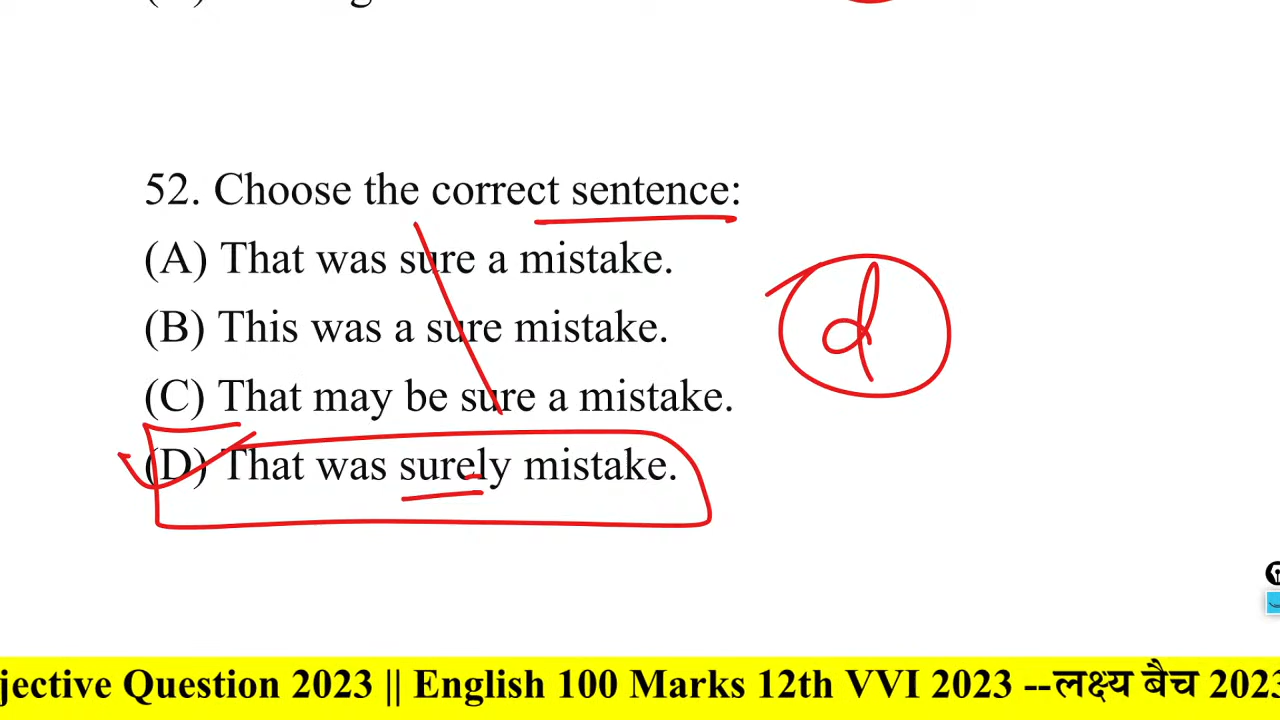 52. Choose the correct sentence:
(A) That was sure a mistake.
(B) This was a sure mistake.
d
(C) That may be sure a mistake.
(D) That was surely mistake.
jective Question 2023 || English 100 Marks 12th VVI 2023 --लक्ष्य बैच 2023